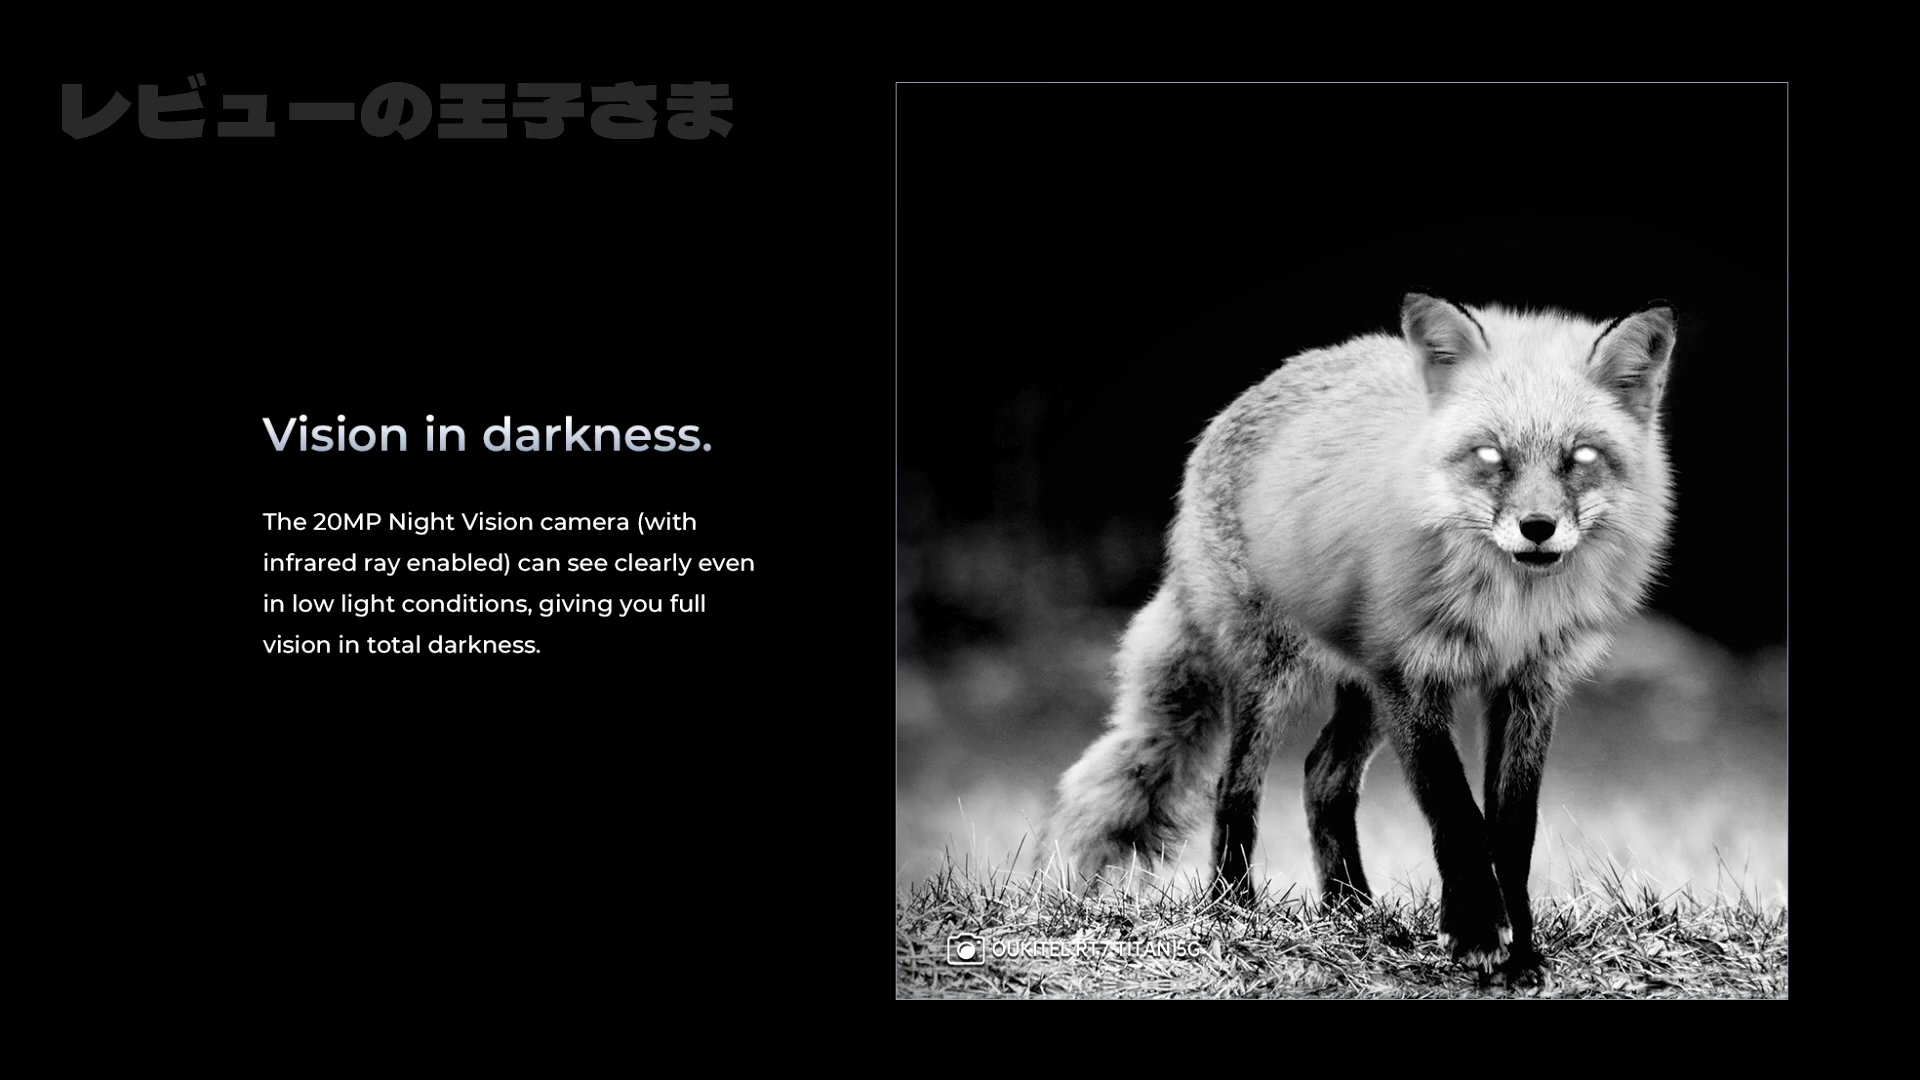 レビューの王子さま
Vision in darkness.
The 20MP Night Vision camera (with
infrared ray enabled) can see clearly even
in low light conditions, giving you full
vision in total darkness.
OUKITEL RT7 TITAN 5G